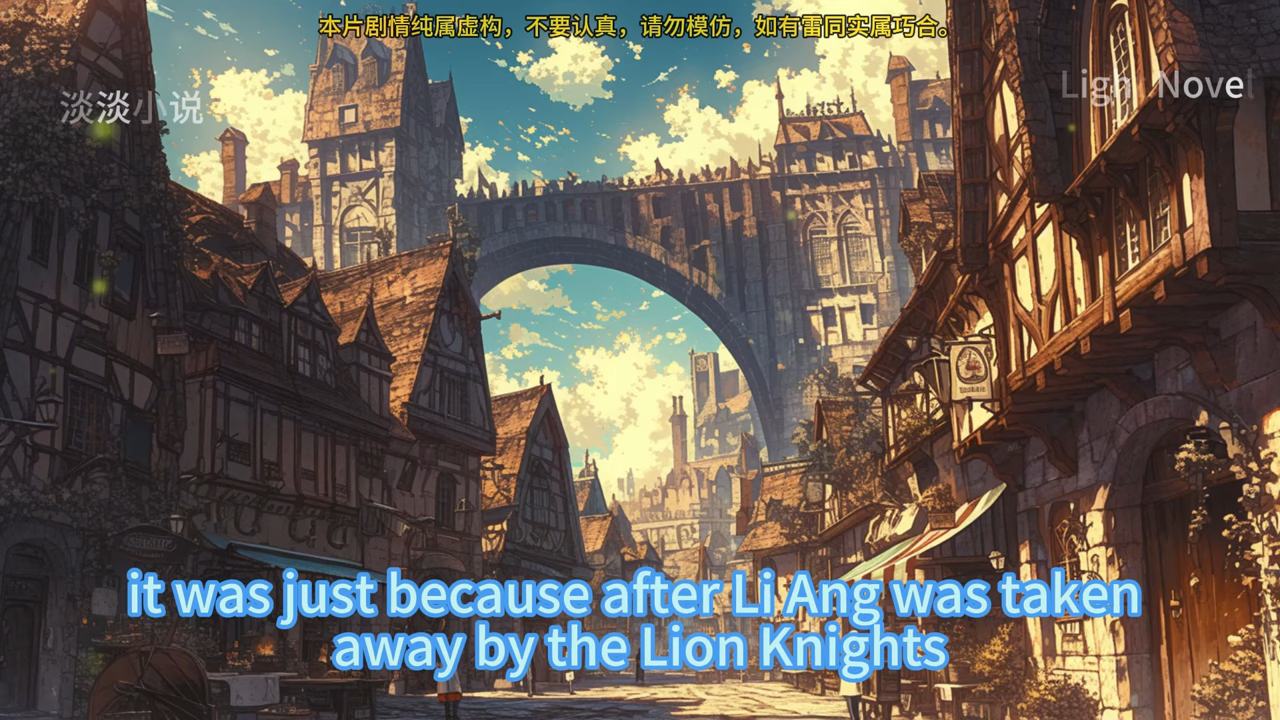 本片剧情纯属虚构，不要认真，请勿模仿，如有雷同实属巧合。
淡淡小说
Light Novel
it was just because after Li Ang was taken
away by the Lion Knights